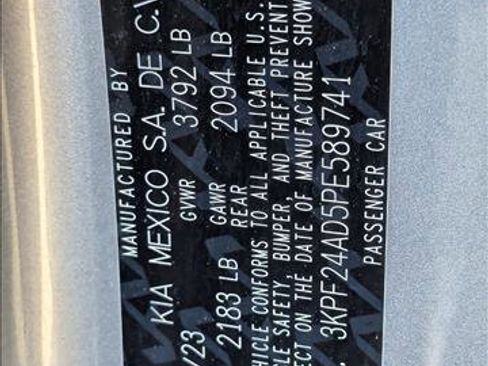 MANUFACTURED BY
KIA MEXICO S.A. DE C.V
/23 GVWR 3792 LB
2183 LB GAWR REAR 2094 LB
HICLE CONFORMS TO ALL APPLICABLE U.S.
LE SAFETY, BUMPER, AND THEFT PREVENT
ECT ON THE DATE OF MANUFACTURE SHOW
3KPF24AD5PE589741
PASSENGER CAR